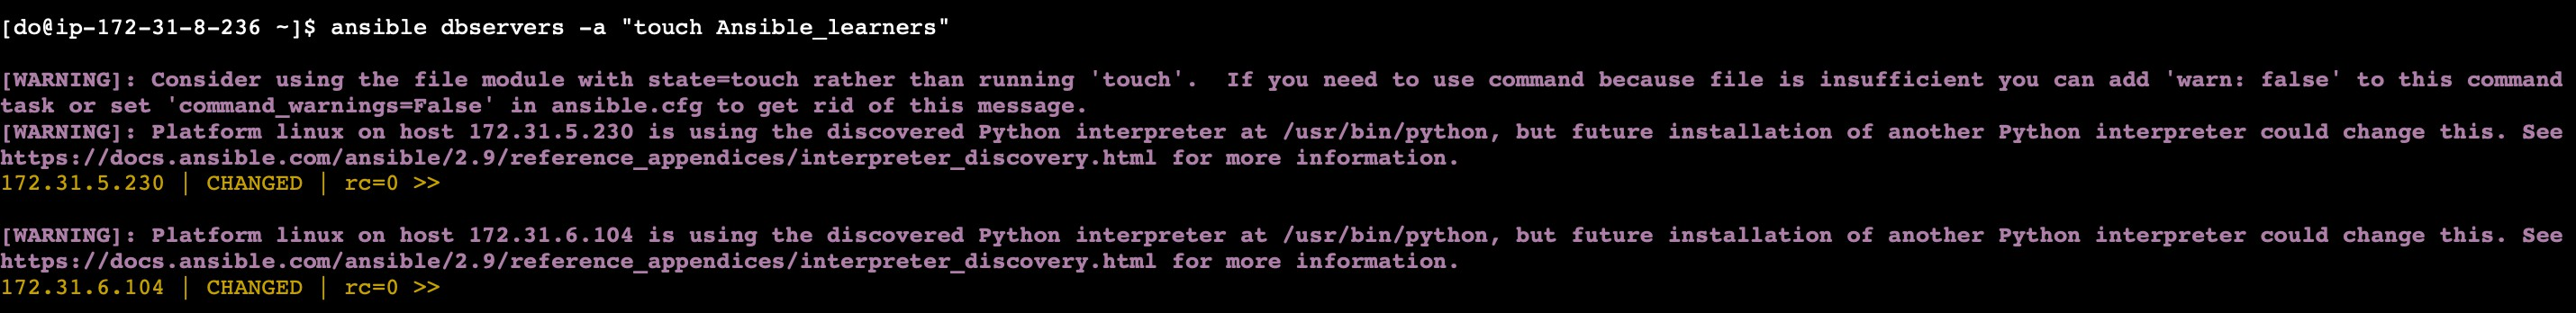 [do@ip-172-31-8-236 ~]$ ansible dbservers -a "touch Ansible_learners"
[WARNING]: Consider using the file module with state=touch rather than running 'touch'.  If you need to use command because file is insufficient you can add 'warn: false' to this command
task or set 'command_warnings=False' in ansible.cfg to get rid of this message.
[WARNING]: Platform linux on host 172.31.5.230 is using the discovered Python interpreter at /usr/bin/python, but future installation of another Python interpreter could change this. See
https://docs.ansible.com/ansible/2.9/reference_appendices/interpreter_discovery.html for more information.
172.31.5.230 | CHANGED | rc=0 >>
[WARNING]: Platform linux on host 172.31.6.104 is using the discovered Python interpreter at /usr/bin/python, but future installation of another Python interpreter could change this. See
https://docs.ansible.com/ansible/2.9/reference_appendices/interpreter_discovery.html for more information.
172.31.6.104 | CHANGED | rc=0 >>